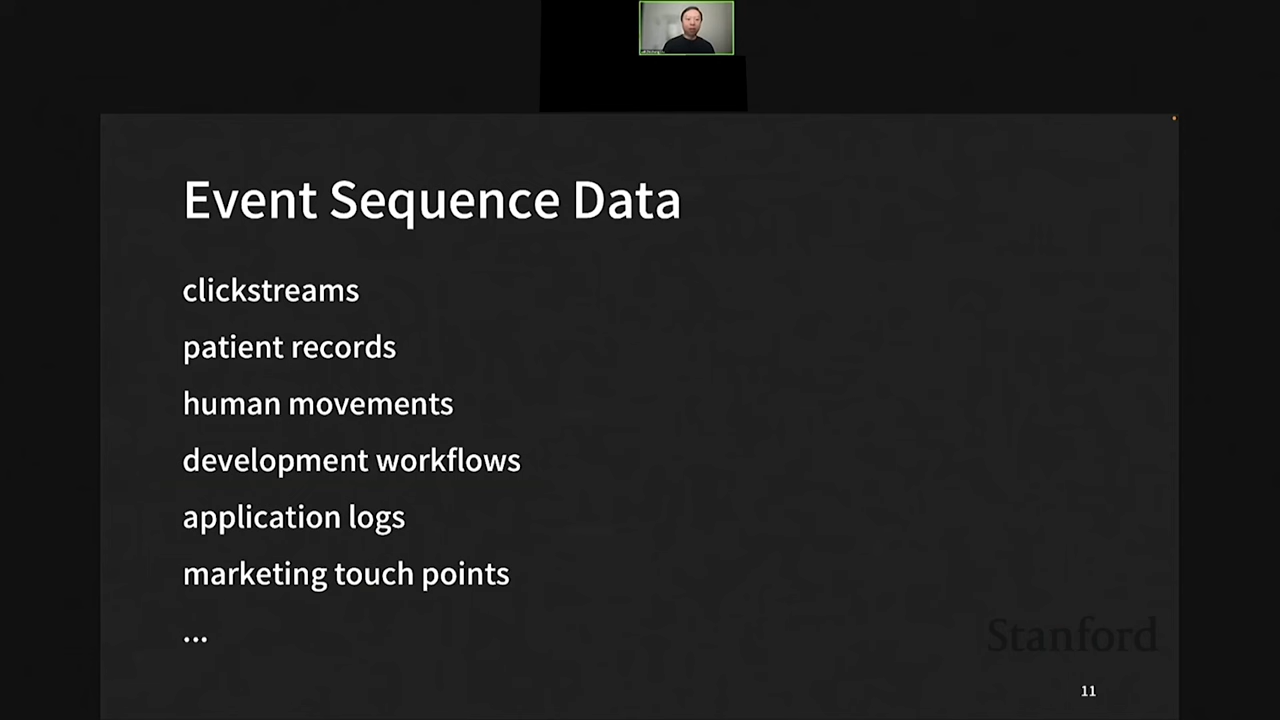 Event Sequence Data
clickstreams
patient records
human movements
development workflows
application logs
marketing touch points
...
Stanford
11